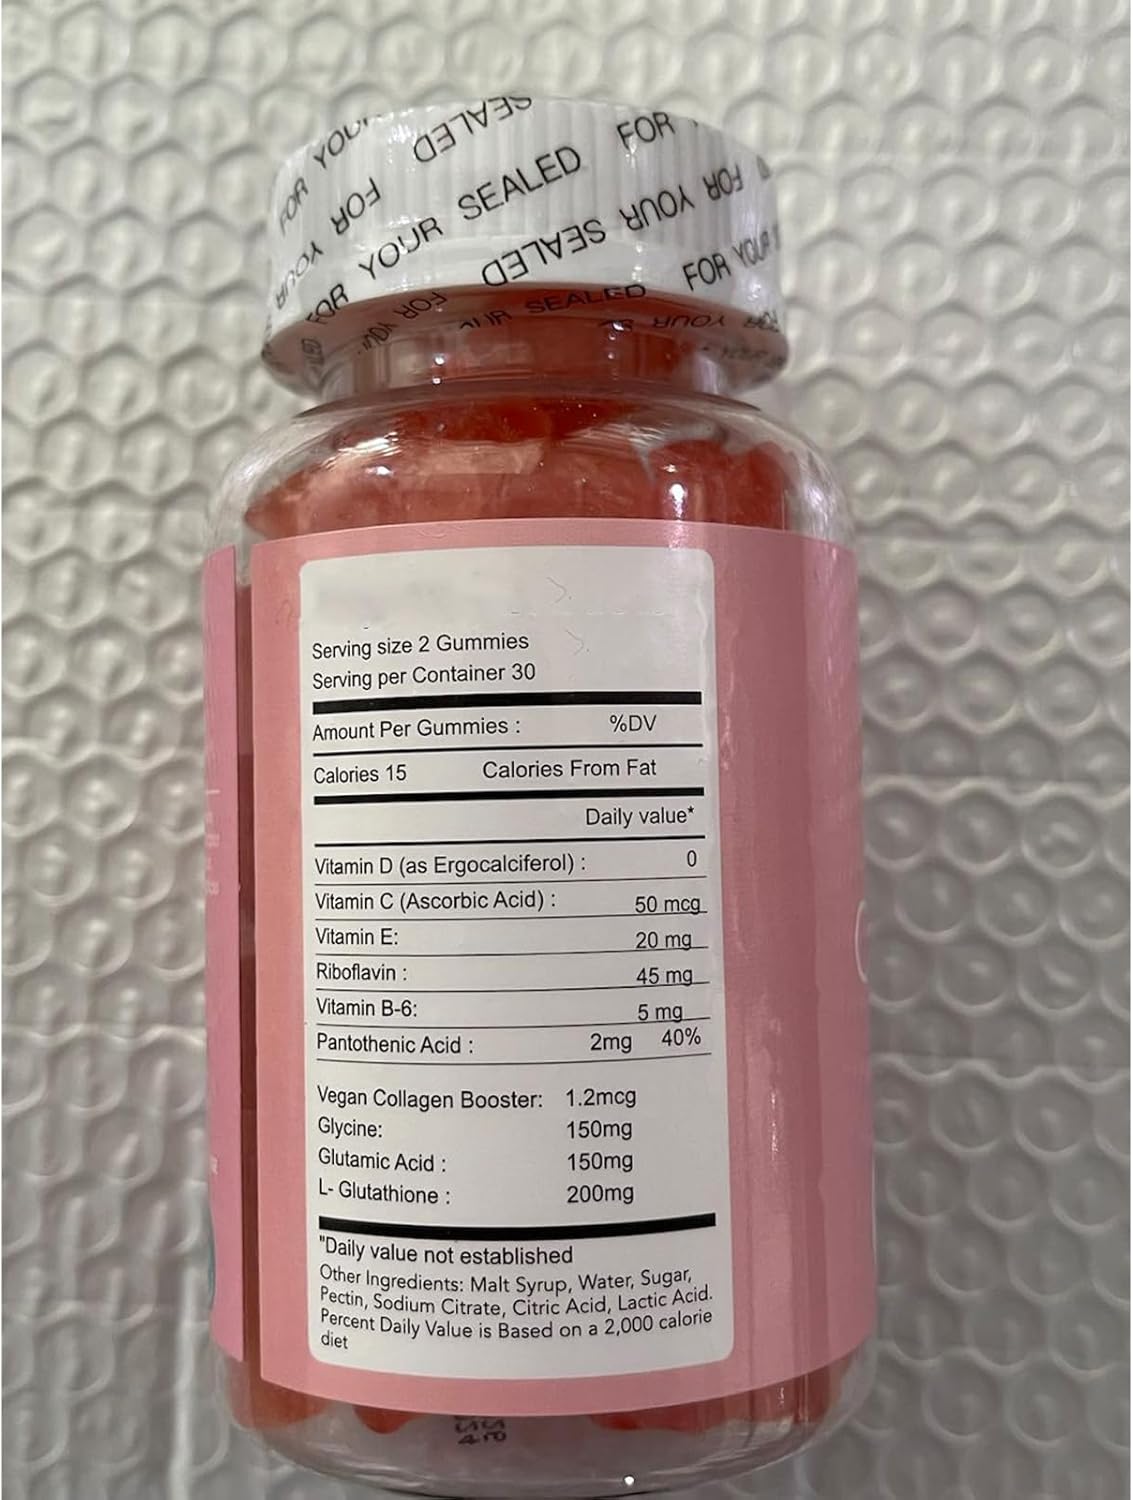 FOR YOUR SEALED FOR
FOR YOUR SEALED
FOR YOUR
Serving size 2 Gummies
Serving per Container 30
Amount Per Gummies : %DV
Calories 15 Calories From Fat
Daily value*
Vitamin D (as Ergocalciferol) : 0
Vitamin C (Ascorbic Acid) : 50 mcg
Vitamin E: 20 mg
Riboflavin : 45 mg
Vitamin B-6: 5 mg
Pantothenic Acid : 2mg 40%
Vegan Collagen Booster: 1.2mcg
Glycine: 150mg
Glutamic Acid : 150mg
L- Glutathione : 200mg
"Daily value not established
Other Ingredients: Malt Syrup, Water, Sugar,
Pectin, Sodium Citrate, Citric Acid, Lactic Acid.
Percent Daily Value is Based on a 2,000 calorie
diet